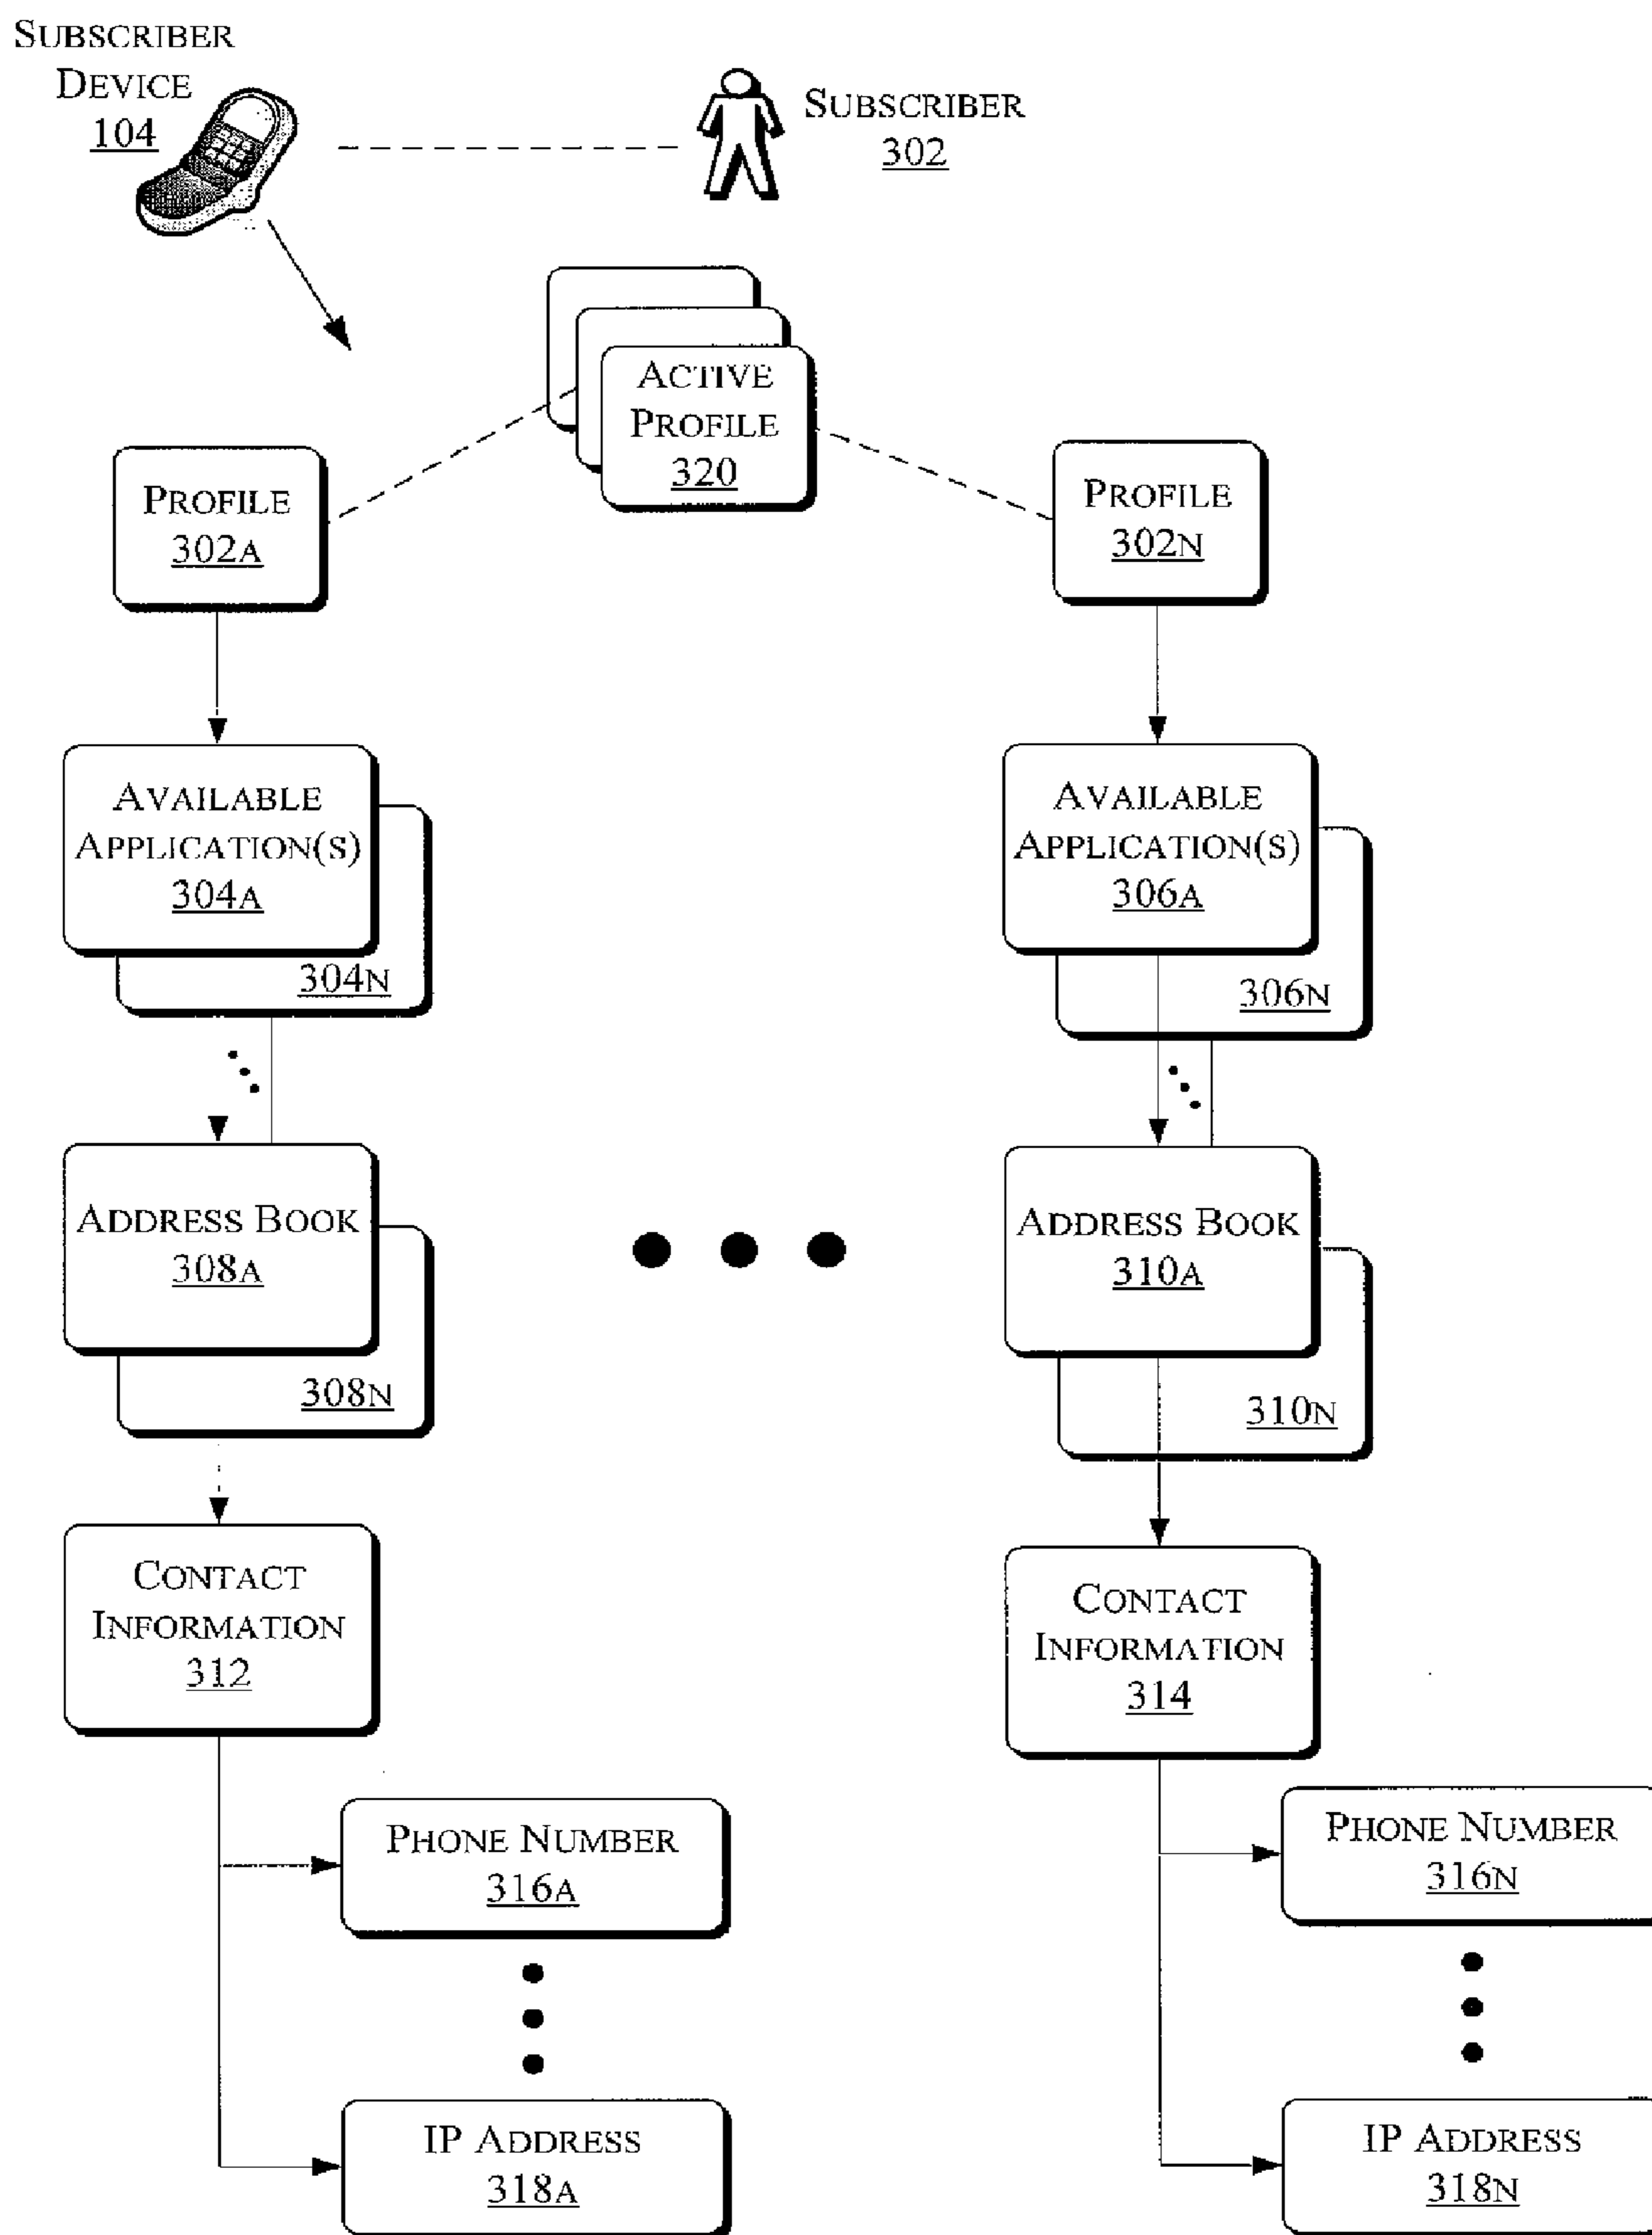 SUBSCRIBER
DEVICE
104
SUBSCRIBER
302
ACTIVE
PROFILE
320
PROFILE
302A
PROFILE
302N
AVAILABLE
APPLICATION(S)
304A
304N
AVAILABLE
APPLICATION(S)
306A
306N
ADDRESS BOOK
308A
308N
ADDRESS BOOK
310A
310N
CONTACT
INFORMATION
312
CONTACT
INFORMATION
314
PHONE NUMBER
316A
PHONE NUMBER
316N
IP ADDRESS
318A
IP ADDRESS
318N